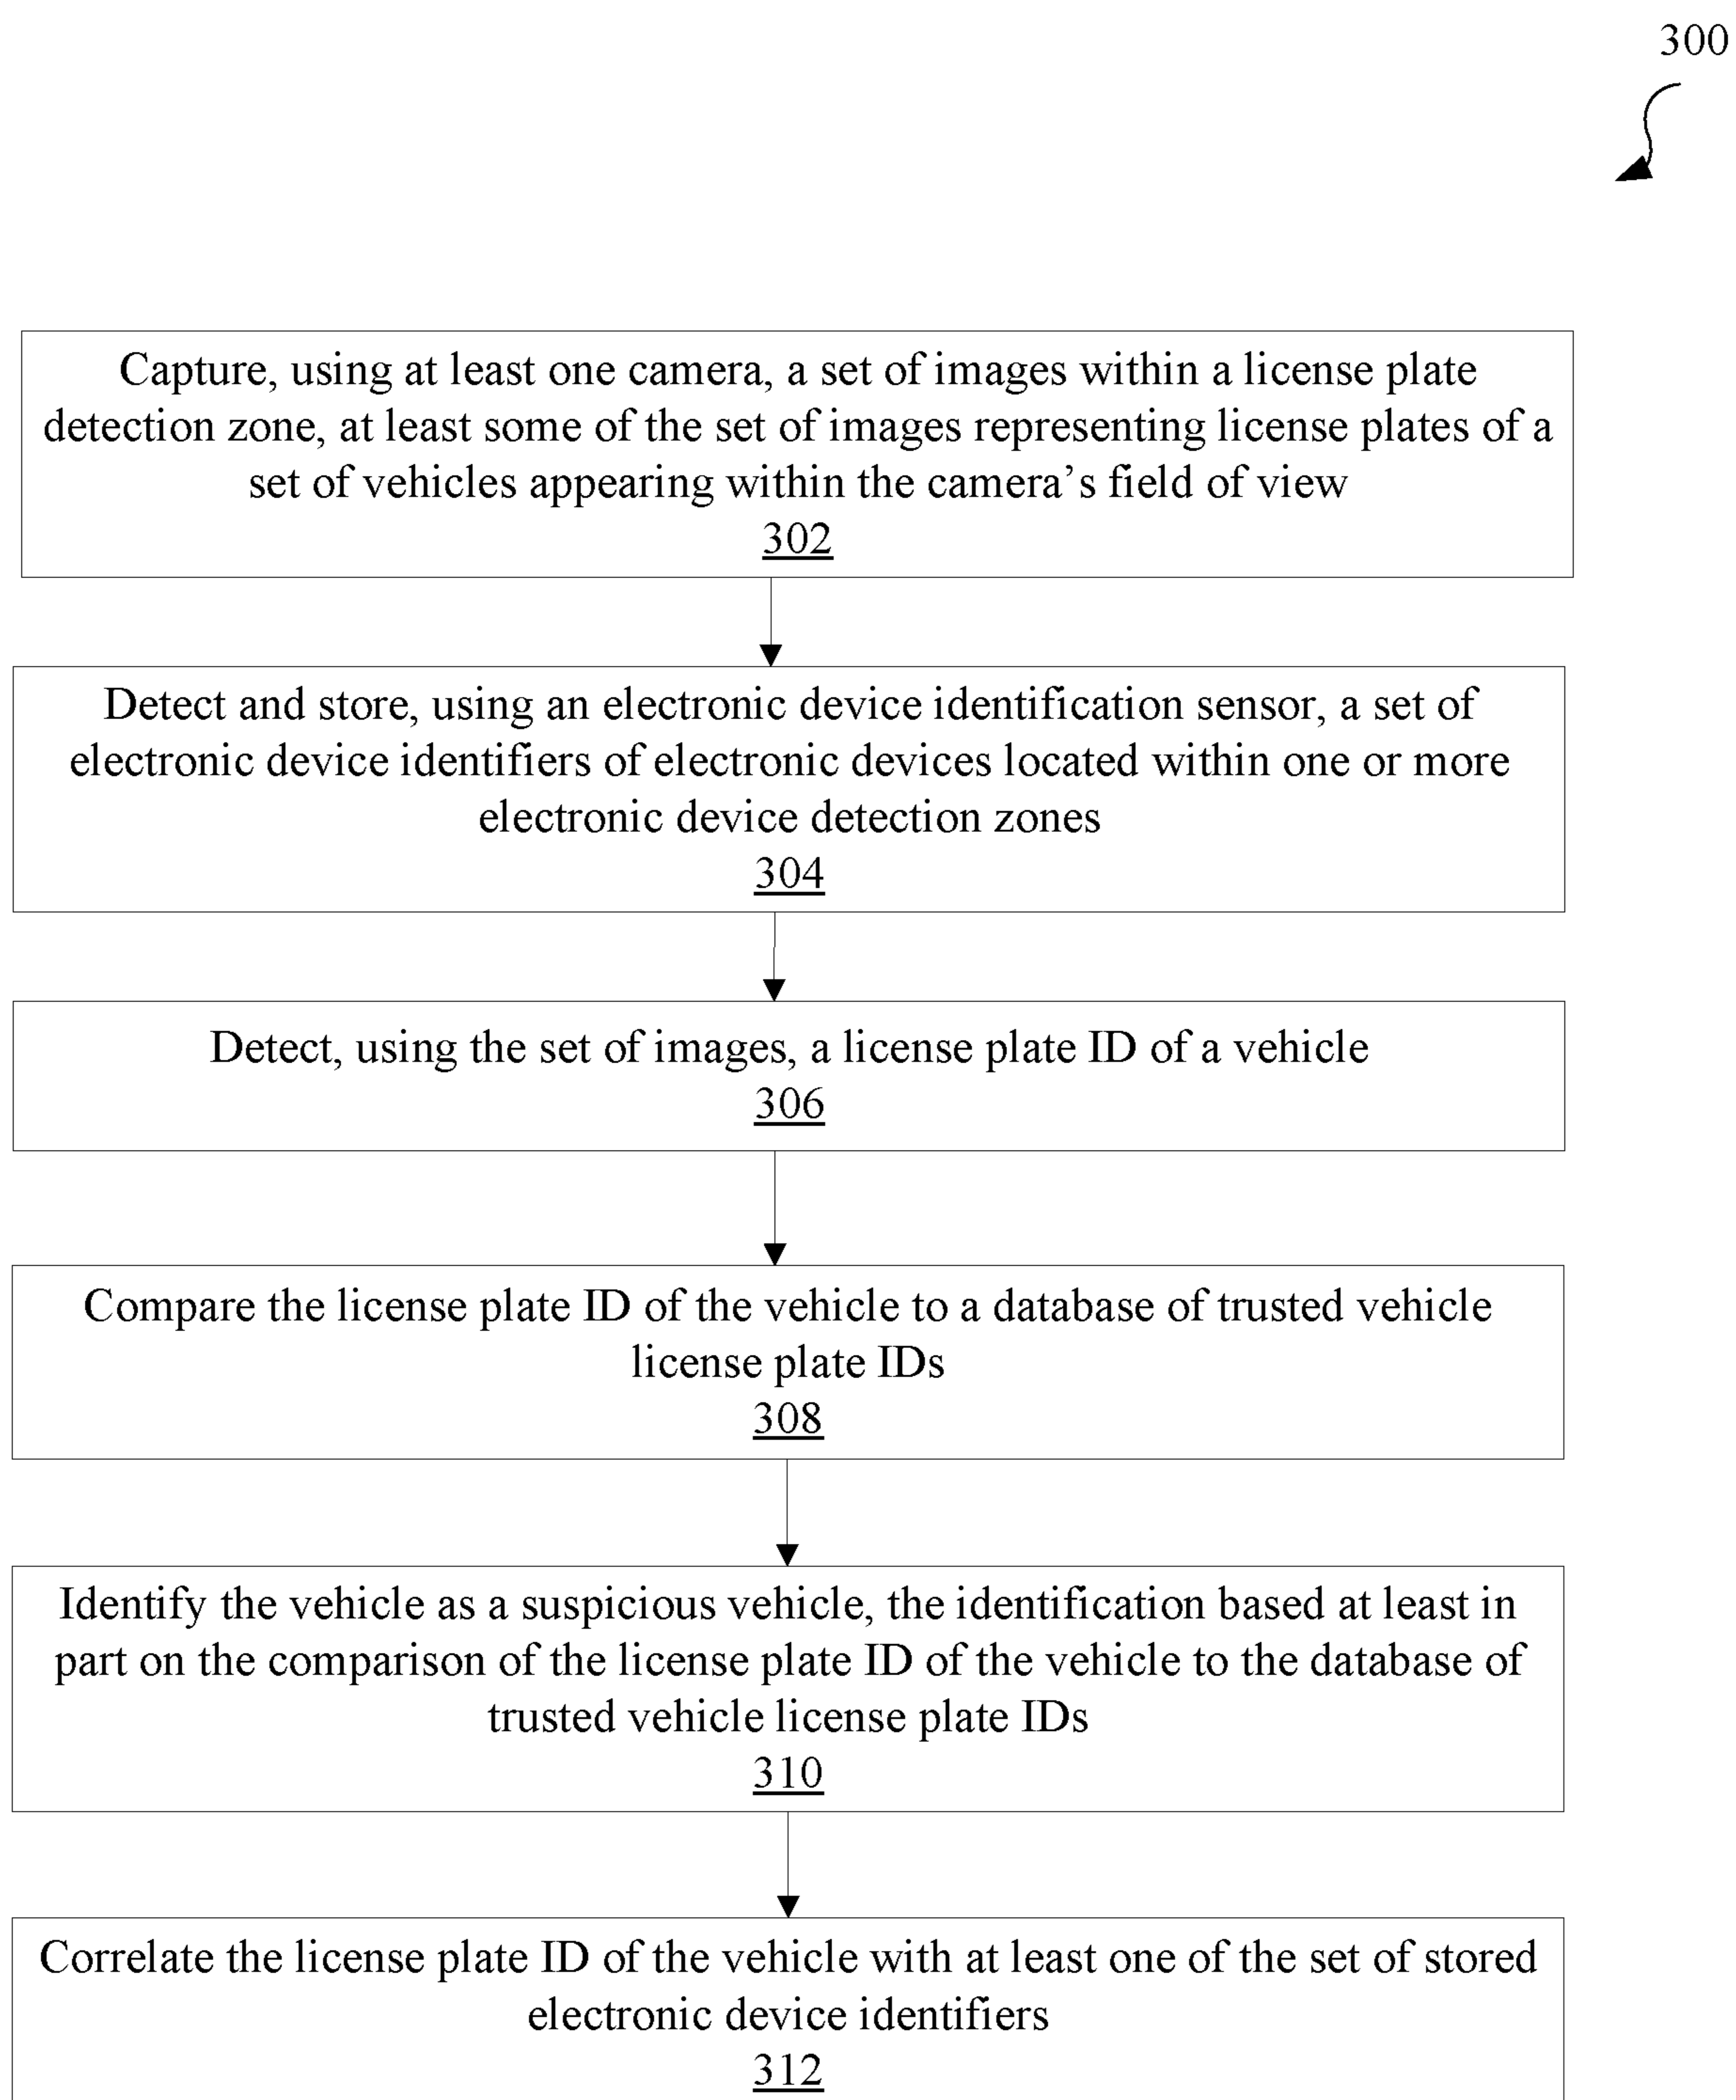 300
Capture, using at least one camera, a set of images within a license plate
detection zone, at least some of the set of images representing license plates of a
set of vehicles appearing within the camera’s field of view
302
Detect and store, using an electronic device identification sensor, a set of
electronic device identifiers of electronic devices located within one or more
electronic device detection zones
304
Detect, using the set of images, a license plate ID of a vehicle
306
Compare the license plate ID of the vehicle to a database of trusted vehicle
license plate IDs
308
Identify the vehicle as a suspicious vehicle, the identification based at least in
part on the comparison of the license plate ID of the vehicle to the database of
trusted vehicle license plate IDs
310
Correlate the license plate ID of the vehicle with at least one of the set of stored
electronic device identifiers
312